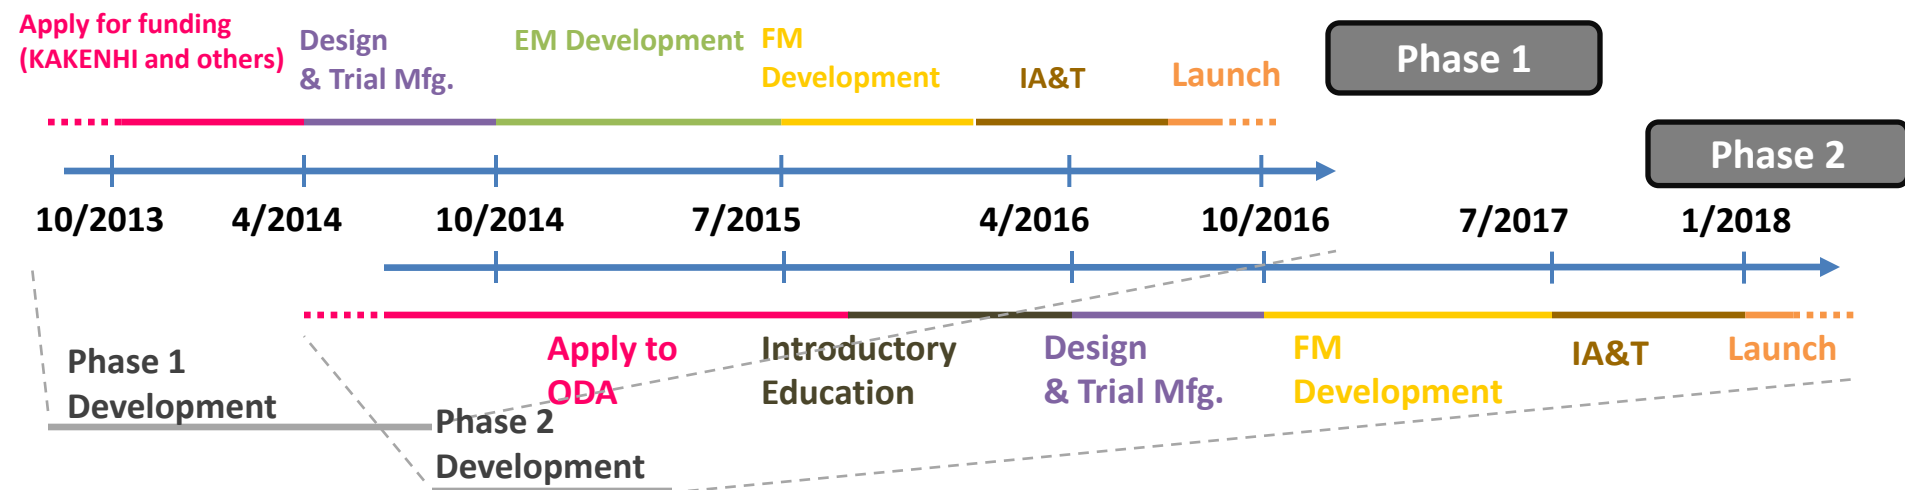 Apply for funding
(KAKENHI and others)
Design
& Trial Mfg.
EM Development
FM
Development
IA&T
Launch
Phase 1
Phase 2
10/2013
4/2014
10/2014
7/2015
4/2016
10/2016
7/2017
1/2018
Phase 1
Development
Phase 2
Development
Apply to
ODA
Introductory
Education
Design
& Trial Mfg.
FM
Development
IA&T
Launch